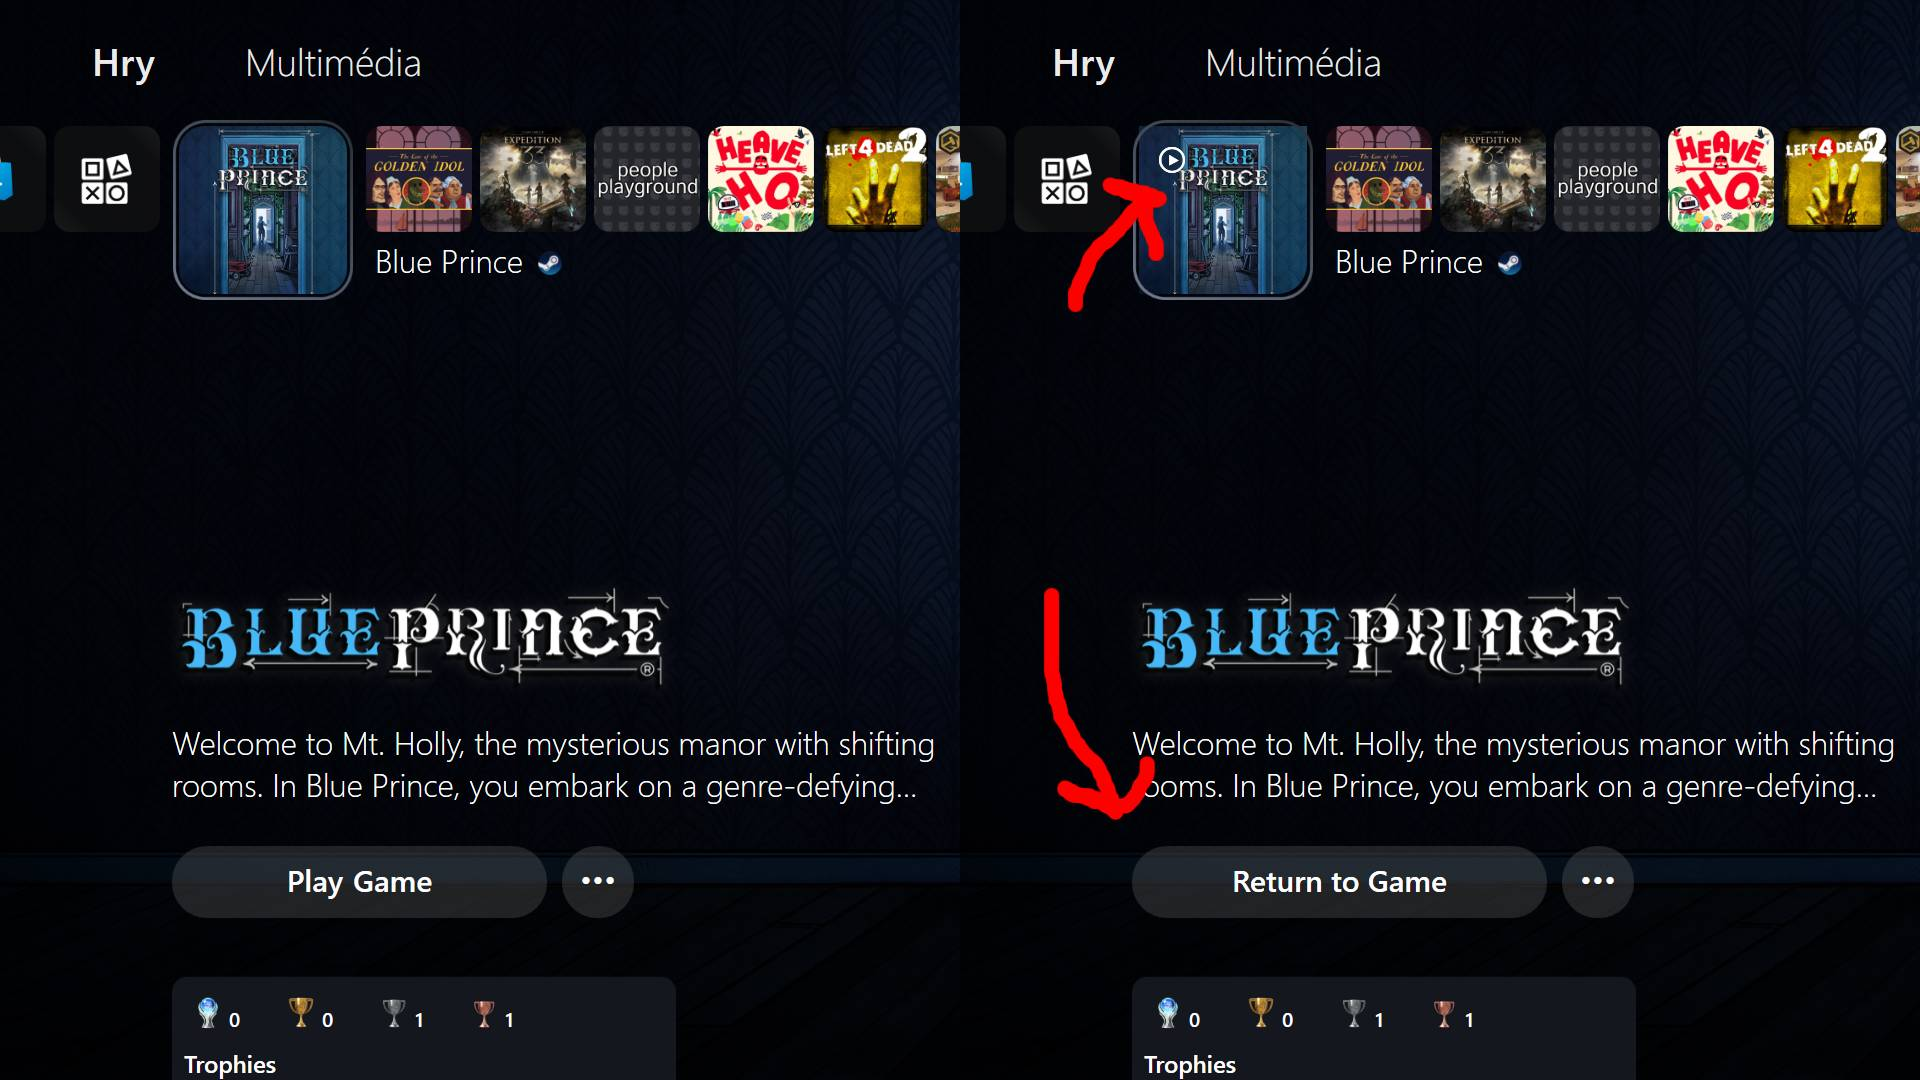 Hry Multimédia
BLUE PRINCE
The Case of the GOLDEN IDOL
EXPEDITION 33
people playground
HEAVE HO
LEFT 4 DEAD 2
Blue Prince
BLUE PRINCE ®
Welcome to Mt. Holly, the mysterious manor with shifting
rooms. In Blue Prince, you embark on a genre-defying...
Play Game
0 0 1 1
Trophies
Hry Multimédia
BLUE PRINCE
The Case of the GOLDEN IDOL
EXPEDITION 33
people playground
HEAVE HO
LEFT 4 DEAD 2
Blue Prince
BLUE PRINCE ®
Welcome to Mt. Holly, the mysterious manor with shifting
rooms. In Blue Prince, you embark on a genre-defying...
Return to Game
0 0 1 1
Trophies